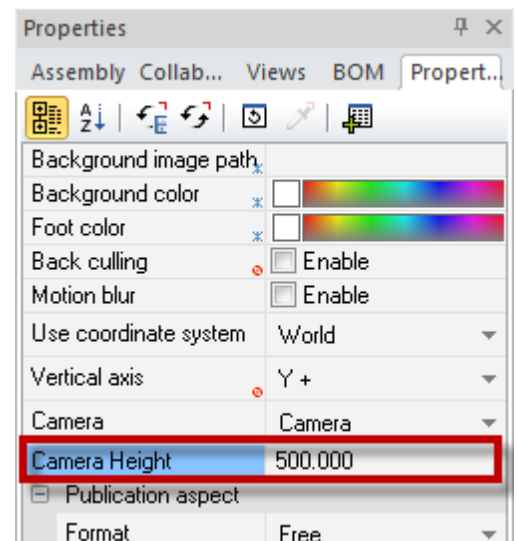 Properties
Assembly Collab... Views BOM Propert...
Background image path
Background color
Foot color
Back culling Enable
Motion blur Enable
Use coordinate system World
Vertical axis Y +
Camera Camera
Camera Height 500.000
Publication aspect
Format Free